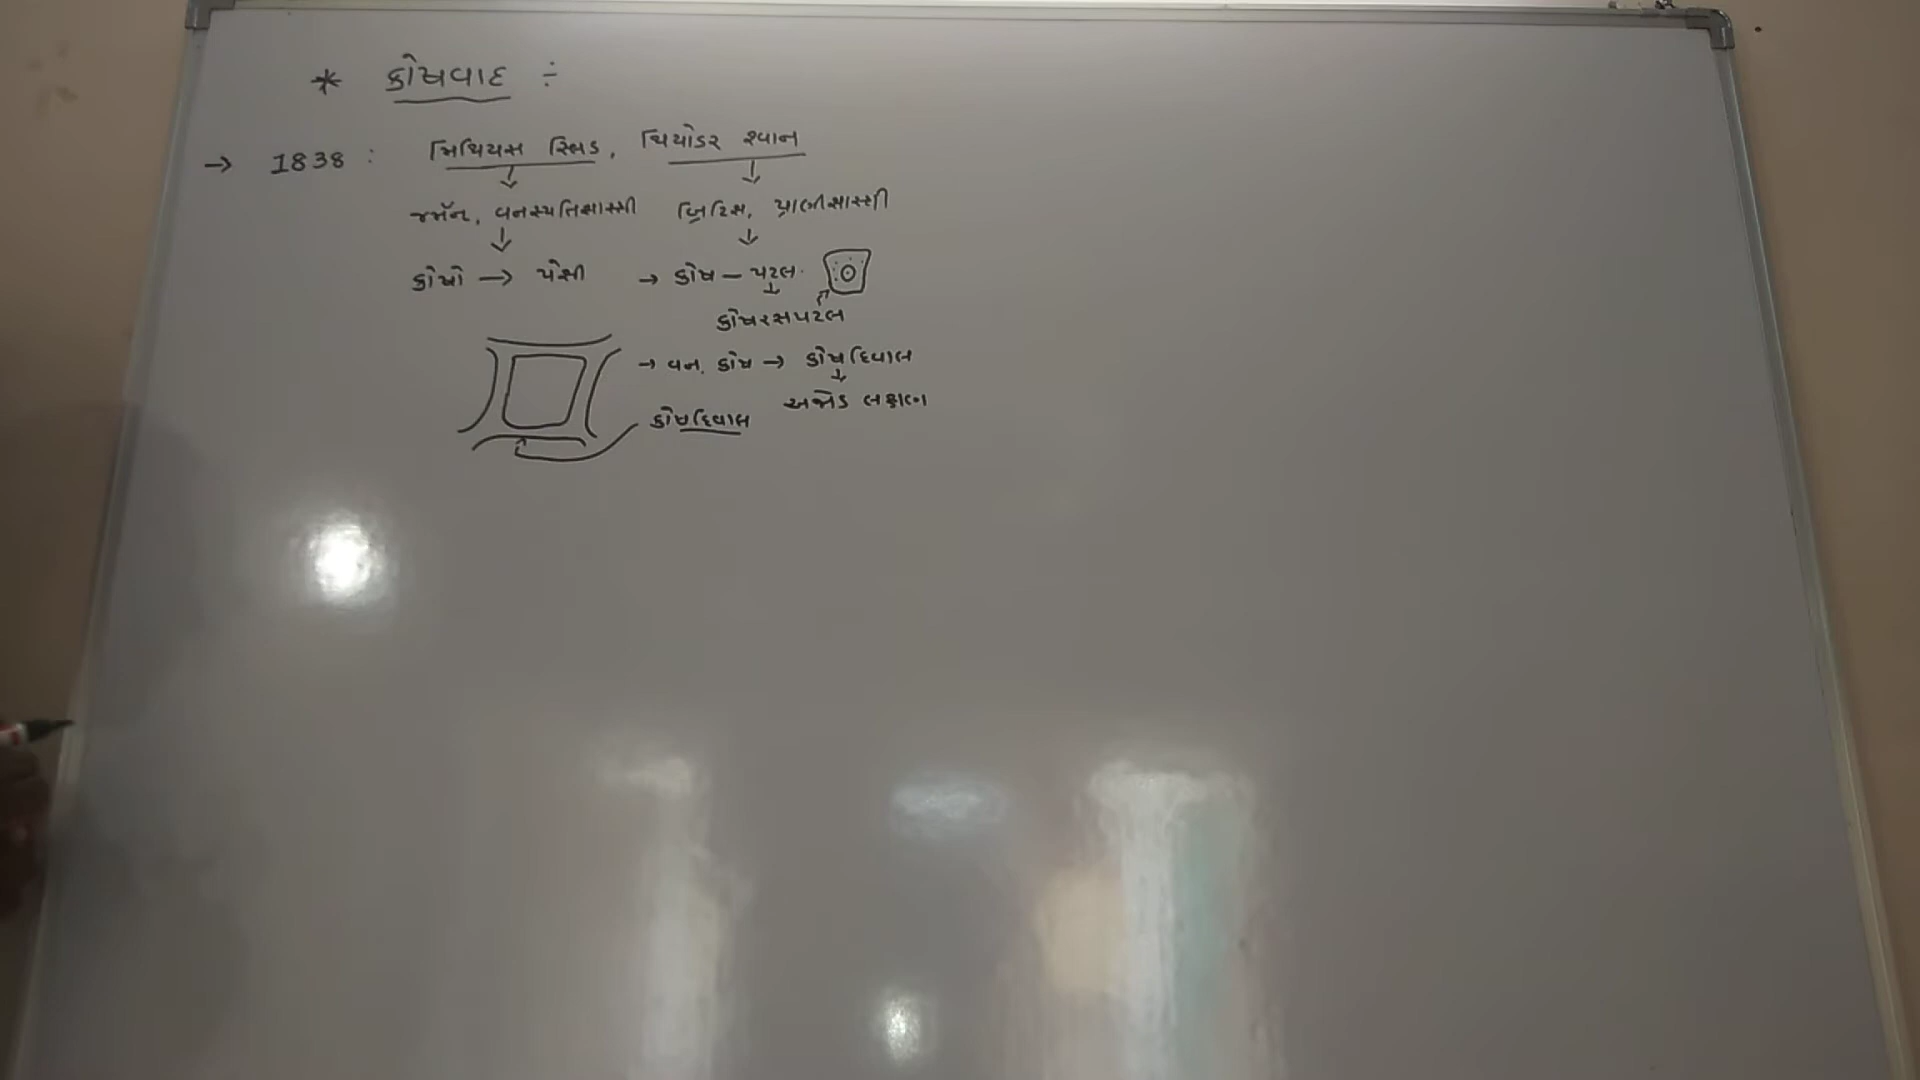 * કોષવાદ ÷
→ 1838 : મિથિયસ સ્લિડ, થિયોડર શ્વાન
જર્મન, વનસ્પતિશાસ્ત્રી બ્રિટિસ, પ્રાણીશાસ્ત્રી
કોષો → પેશી → કોષ – પટલ
કોષરસપટલ
→ વન. કોષ → કોષદિવાલ
અજોડ લક્ષણ
કોષદિવાલ